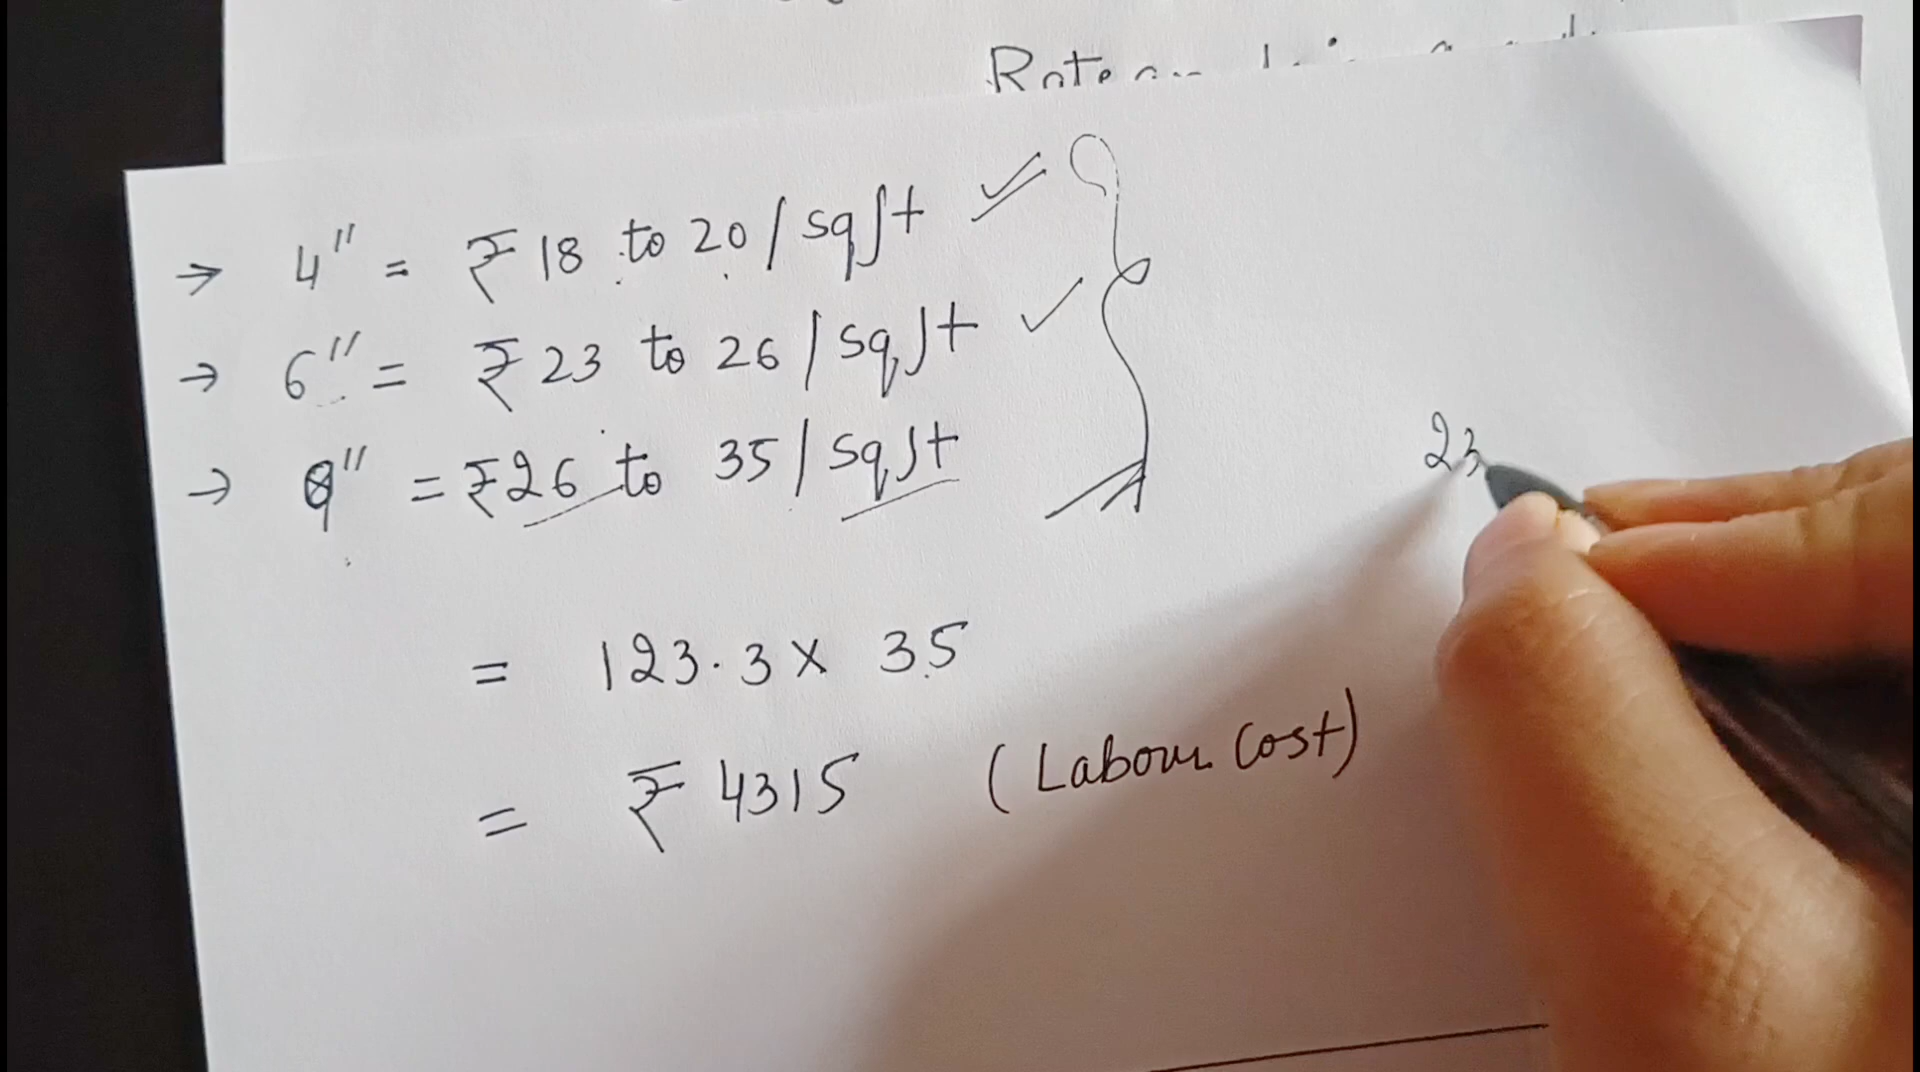 → 4" = ₹ 18 to 20 / sqft ✓
→ 6" = ₹ 23 to 26 / sqft ✓
→ 9" = ₹ 26 to 35 / sqft
23
= 123.3 x 35
= ₹ 4315 (Labour Cost)